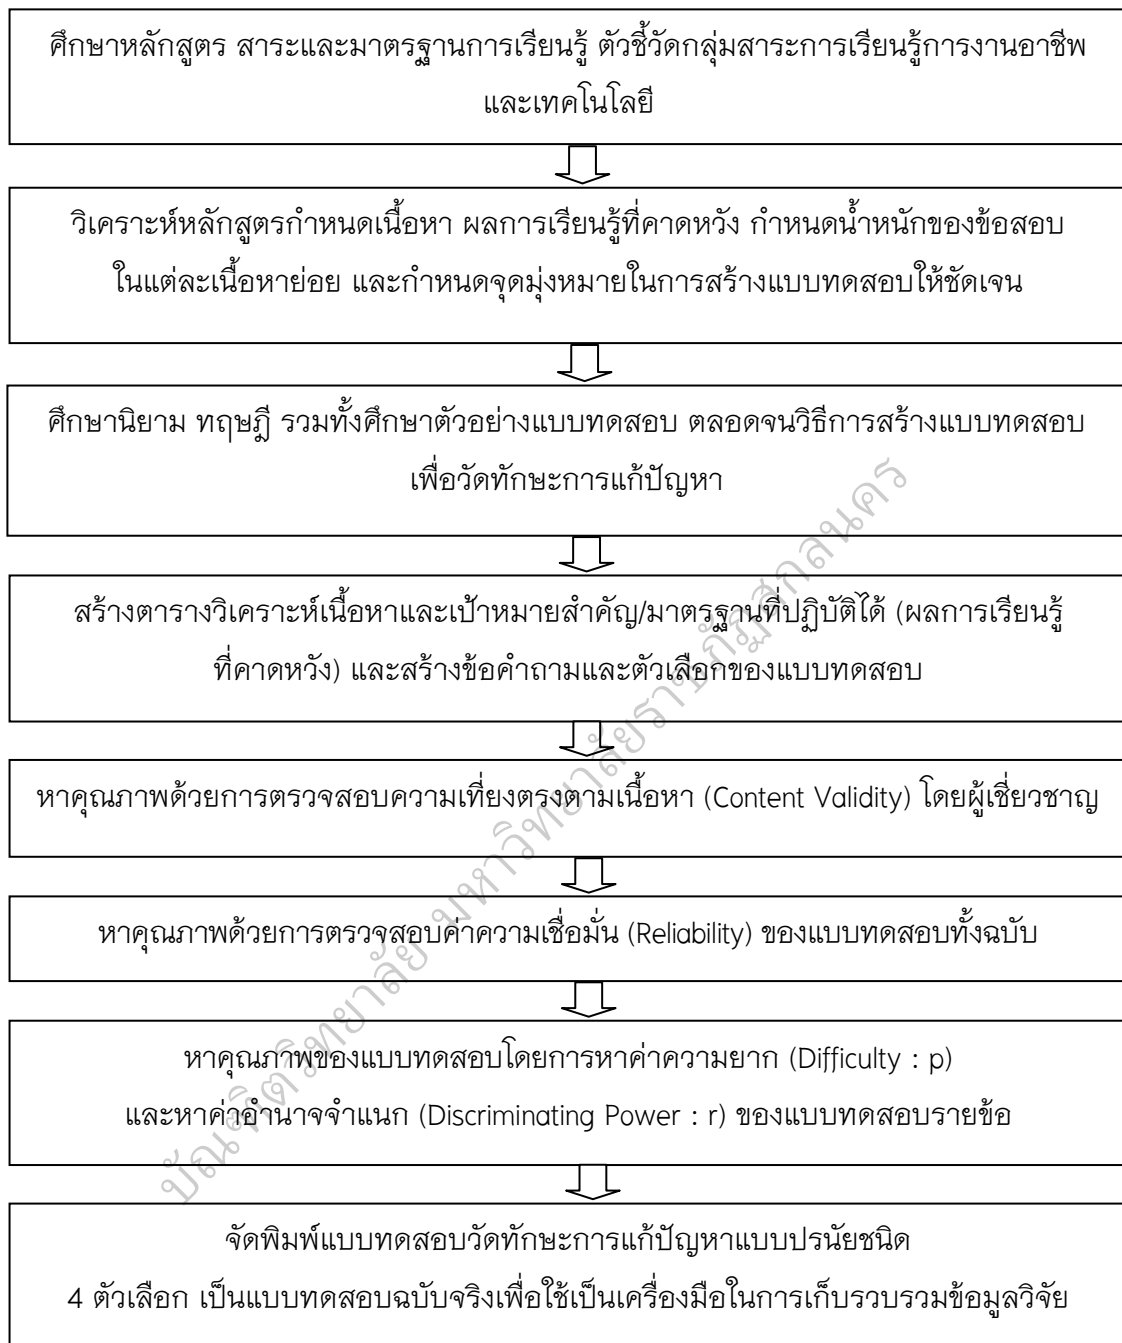 ศึกษาหลักสูตร สาระและมาตรฐานการเรียนรู้ ตัวชี้วัดกลุ่มสาระการเรียนรู้การงานอาชีพ
และเทคโนโลยี
วิเคราะห์หลักสูตรกำหนดเนื้อหา ผลการเรียนรู้ที่คาดหวัง กำหนดน้ำหนักของข้อสอบ
ในแต่ละเนื้อหาย่อย และกำหนดจุดมุ่งหมายในการสร้างแบบทดสอบให้ชัดเจน
ศึกษานิยาม ทฤษฎี รวมทั้งศึกษาตัวอย่างแบบทดสอบ ตลอดจนวิธีการสร้างแบบทดสอบ
เพื่อวัดทักษะการแก้ปัญหา
สร้างตารางวิเคราะห์เนื้อหาและเป้าหมายสำคัญ/มาตรฐานที่ปฏิบัติได้ (ผลการเรียนรู้
ที่คาดหวัง) และสร้างข้อคำถามและตัวเลือกของแบบทดสอบ
หาคุณภาพด้วยการตรวจสอบความเที่ยงตรงตามเนื้อหา (Content Validity) โดยผู้เชี่ยวชาญ
หาคุณภาพด้วยการตรวจสอบค่าความเชื่อมั่น (Reliability) ของแบบทดสอบทั้งฉบับ
หาคุณภาพของแบบทดสอบโดยการหาค่าความยาก (Difficulty : p)
และหาค่าอำนาจจำแนก (Discriminating Power : r) ของแบบทดสอบรายข้อ
จัดพิมพ์แบบทดสอบวัดทักษะการแก้ปัญหาแบบปรนัยชนิด
4 ตัวเลือก เป็นแบบทดสอบฉบับจริงเพื่อใช้เป็นเครื่องมือในการเก็บรวบรวมข้อมูลวิจัย
บัณฑิตวิทยาลัย มหาวิทยาลัยราชภัฏสกลนคร